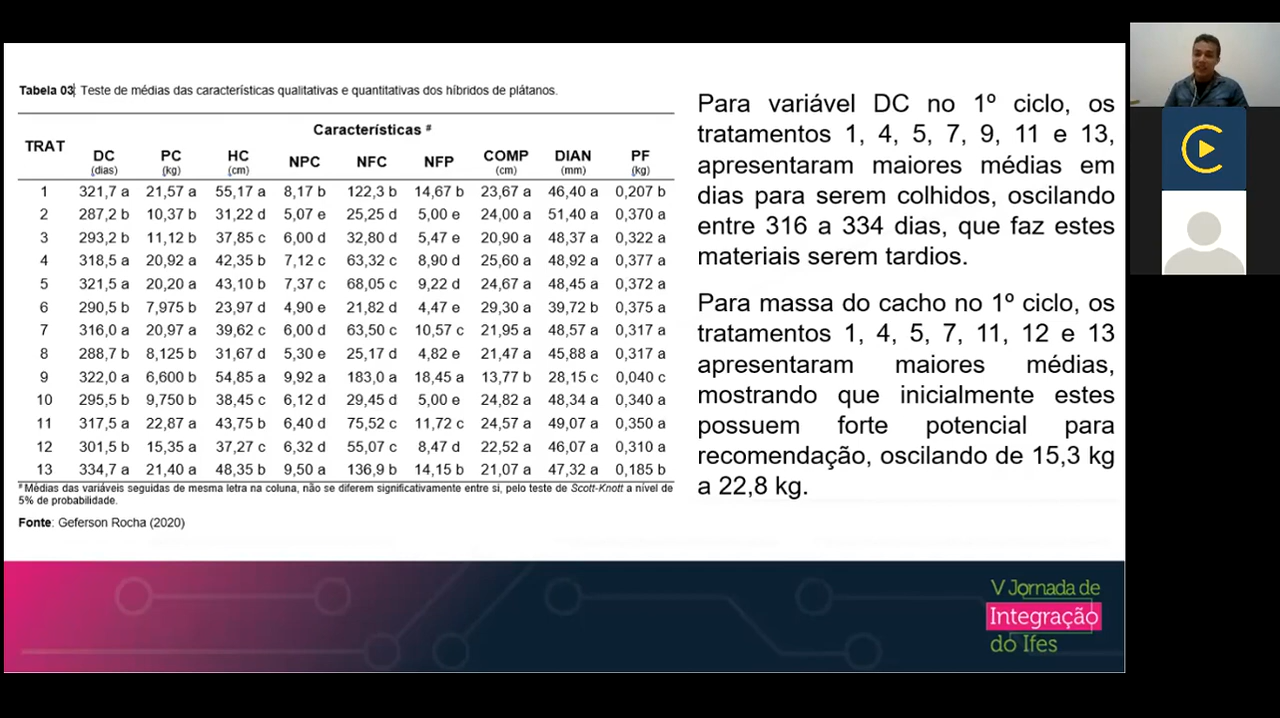 Tabela 03 Teste de médias das características qualitativas e quantitativas dos híbridos de plátanos.
TRAT Características #
DC (dias) PC (kg) HC (cm) NPC NFC NFP COMP (cm) DIAN (mm) PF (kg)
1 321,7 a 21,57 a 55,17 a 8,17 b 122,3 b 14,67 b 23,67 a 46,40 a 0,207 b
2 287,2 b 10,37 b 31,22 d 5,07 e 25,25 d 5,00 e 24,00 a 51,40 a 0,370 a
3 293,2 b 11,12 b 37,85 c 6,00 d 32,80 d 5,47 e 20,90 a 48,37 a 0,322 a
4 318,5 a 20,92 a 42,35 b 7,12 c 63,32 c 8,90 d 25,60 a 48,92 a 0,377 a
5 321,5 a 20,20 a 43,10 b 7,37 c 68,05 c 9,22 d 24,67 a 48,45 a 0,372 a
6 290,5 b 7,975 b 23,97 d 4,90 e 21,82 d 4,47 e 29,30 a 39,72 b 0,375 a
7 316,0 a 20,97 a 39,62 c 6,00 d 63,50 c 10,57 c 21,95 a 48,57 a 0,317 a
8 288,7 b 8,125 b 31,67 d 5,30 e 25,17 d 4,82 e 21,47 a 45,88 a 0,317 a
9 322,0 a 6,600 b 54,85 a 9,92 a 183,0 a 18,45 a 13,77 b 28,15 c 0,040 c
10 295,5 b 9,750 b 38,45 c 6,12 d 29,45 d 5,00 e 24,82 a 48,34 a 0,340 a
11 317,5 a 22,87 a 43,75 b 6,40 d 75,52 c 11,72 c 24,57 a 49,07 a 0,350 a
12 301,5 b 15,35 a 37,27 c 6,32 d 55,07 c 8,47 d 22,52 a 46,07 a 0,310 a
13 334,7 a 21,40 a 48,35 b 9,50 a 136,9 b 14,15 b 21,07 a 47,32 a 0,185 b
# Médias das variáveis seguidas de mesma letra na coluna, não se diferem significativamente entre si, pelo teste de Scott-Knott a nível de
5% de probabilidade.
Fonte: Geferson Rocha (2020)
Para variável DC no 1º ciclo, os
tratamentos 1, 4, 5, 7, 9, 11 e 13,
apresentaram maiores médias em
dias para serem colhidos, oscilando
entre 316 a 334 dias, que faz estes
materiais serem tardios.
Para massa do cacho no 1º ciclo, os
tratamentos 1, 4, 5, 7, 11, 12 e 13
apresentaram maiores médias,
mostrando que inicialmente estes
possuem forte potencial para
recomendação, oscilando de 15,3 kg
a 22,8 kg.
V Jornada de
Integração
do Ifes